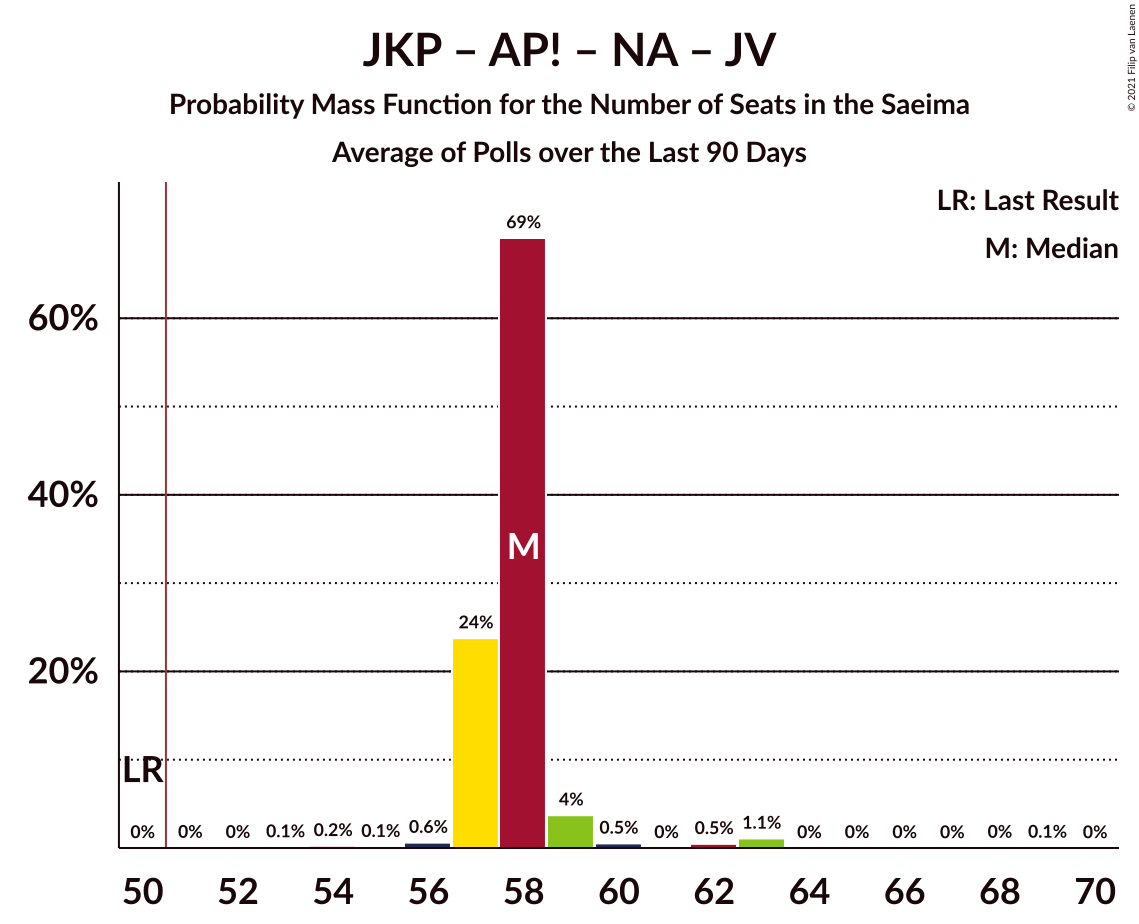 JKP – AP! – NA – JV
Probability Mass Function for the Number of Seats in the Saeima
Average of Polls over the Last 90 Days
© 2021 Filip van Laenen
LR: Last Result
M: Median
69%
60%
40%
M
24%
20%
LR
0% 0% 0% 0.1% 0.2% 0.1% 0.6% 4% 0.5% 0% 0.5% 1.1% 0% 0% 0% 0% 0% 0.1% 0%
50 52 54 56 58 60 62 64 66 68 70